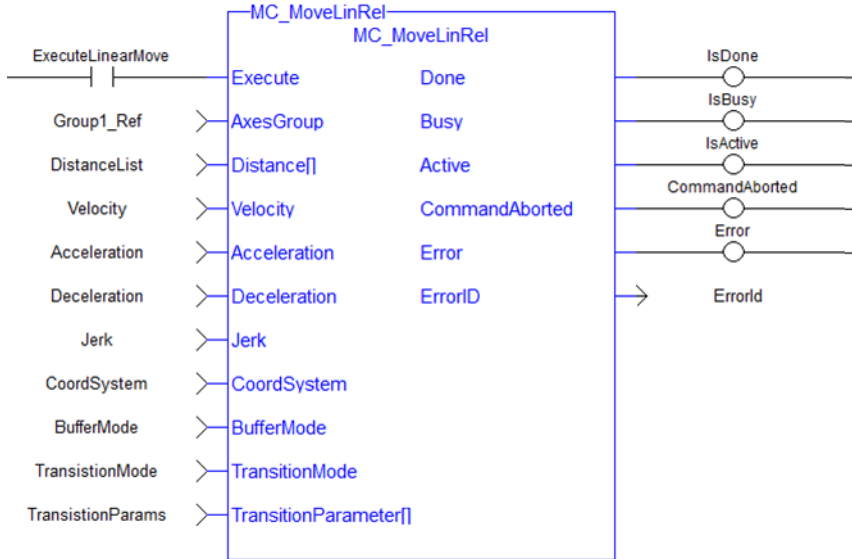 MC_MoveLinRel
MC_MoveLinRel
ExecuteLinearMove Execute Done IsDone
Group1_Ref AxesGroup Busy IsBusy
DistanceList Distance[] Active IsActive
Velocity Velocity CommandAborted CommandAborted
Acceleration Acceleration Error Error
Deceleration Deceleration ErrorID ErrorId
Jerk Jerk
CoordSystem CoordSystem
BufferMode BufferMode
TransistionMode TransitionMode
TransistionParams TransitionParameter[]